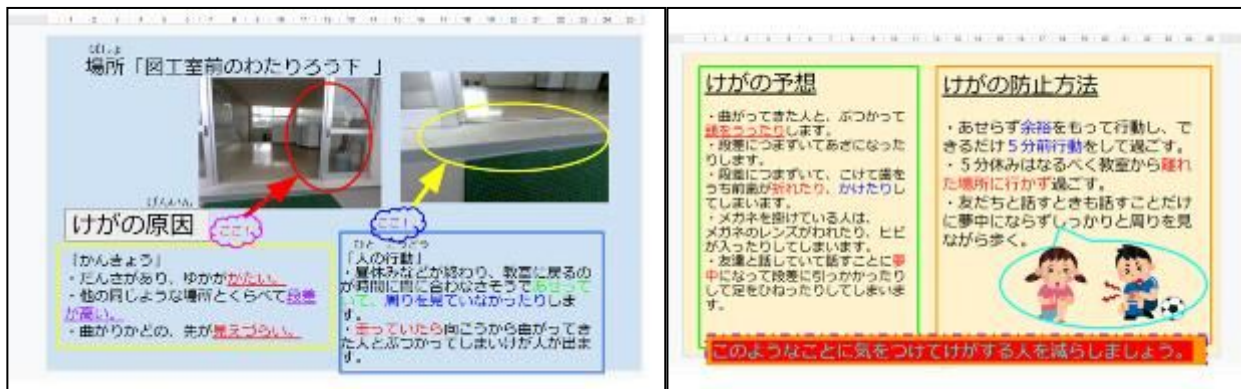 ばしょ
場所「図工室前のわたりろう下 」
げんいん
けがの原因
ここ!
ここ!
「かんきょう」
・だんさがあり、ゆかがかたい。
・他の同じような場所とくらべて段差
が高い。
・曲がりかどの、先が見えづらい。
ひと こうどう
「人の行動」
・昼休みなどが終わり、教室に戻るの
が時間に間に合わなさそうであせって
いて、周りを見ていなかったりしま
す。
・走っていたら向こうから曲がってき
た人とぶつかってしまいけが人が出ま
す。
けがの予想
・曲がってきた人と、ぶつかって
頭をうったりします。
・段差につまずいてあざになった
りします。
・段差につまずいて、こけて歯を
うち前歯が折れたり、かけたりし
てしまいます。
・メガネを掛けている人は、
メガネのレンズがわれたり、ヒビ
が入ったりしてしまいます。
・友達と話していて話すことに夢
中になって段差に引っかかったり
して足をひねったりしてしまいま
す。
けがの防止方法
・あせらず余裕をもって行動し、で
きるだけ5分前行動をして過ごす。
・5分休みはなるべく教室から離れ
た場所に行かず過ごす。
・友だちと話すときも話すことだけ
に夢中にならずしっかりと周りを見
ながら歩く。
このようなことに気をつけてけがする人を減らしましょう。